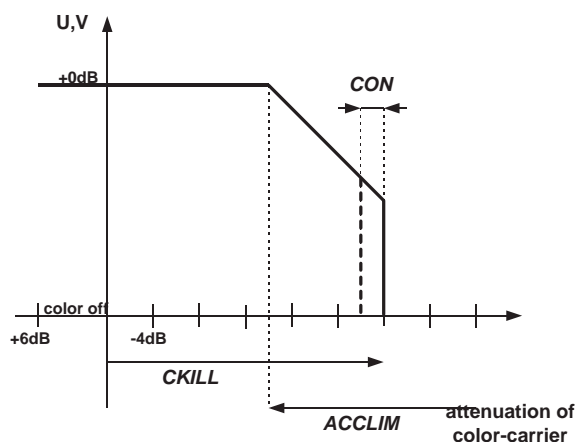 U,V
+0dB
CON
color off
+6dB
-4dB
CKILL
ACCLIM
attenuation of
color-carrier